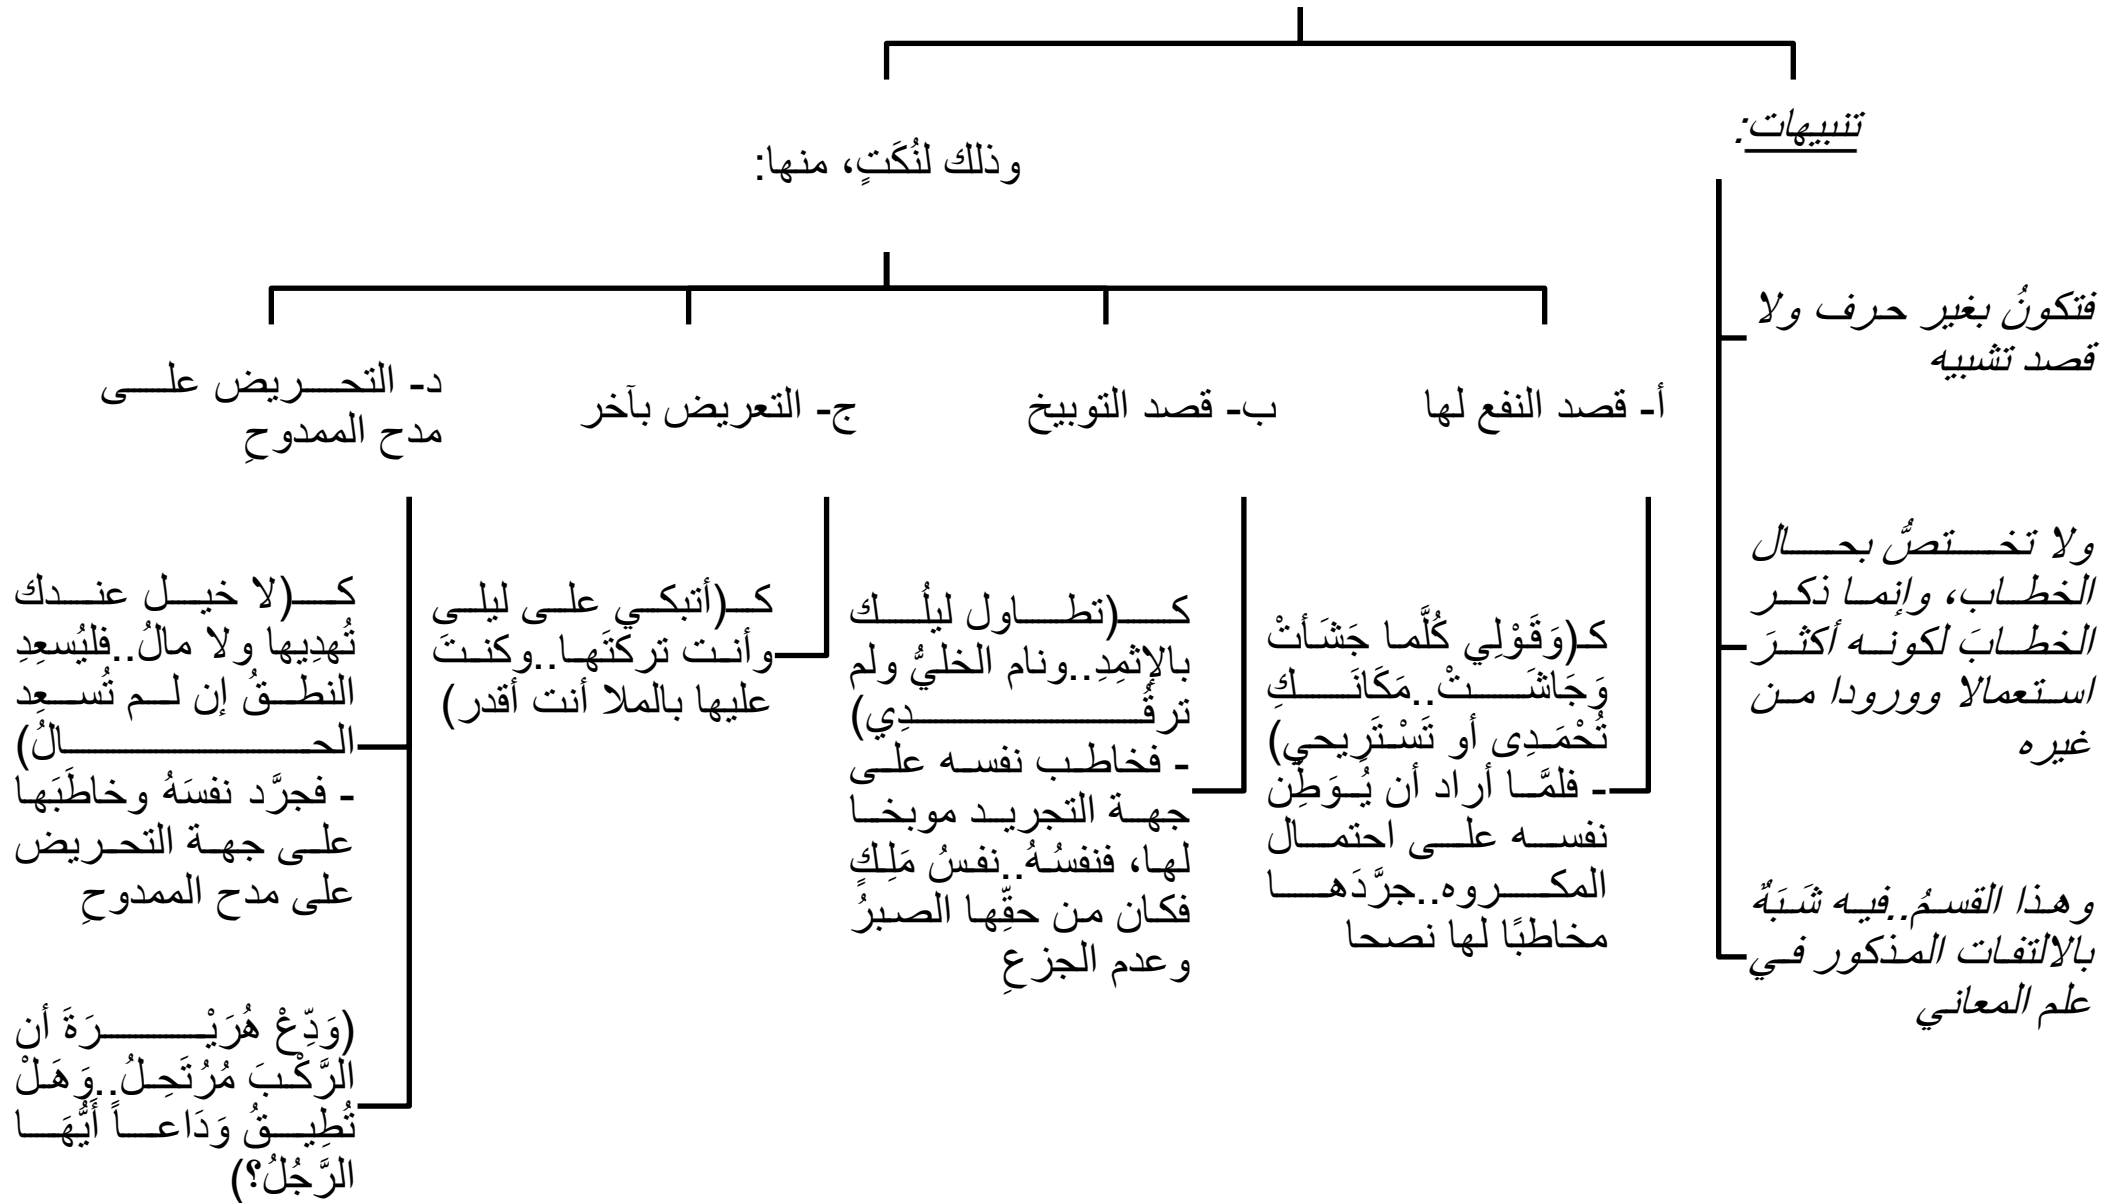 تنبيهات:
فتكونُ بغير حرف ولا
قصد تشبيه
ولا تختصُّ بحال
الخطاب، وإنما ذكر
الخطابَ لكونه أكثرَ
استعمالا وورودا من
غيره
وهذا القسمُ..فيه شَبَهٌ
بالالتفات المذكور في
علم المعاني
وذلك لنُكَتٍ، منها:
أ- قصد النفع لها
كـ(وَقَوْلِي كُلَّما جَشَأتْ
وَجَاشَتْ..مَكَانَكِ
تُحْمَدِى أو تَسْتَرِيحي)
- فلمَّا أراد أن يُوَطِّن
نفسه على احتمال
المكروه..جرَّدَها
مخاطبًا لها نصحا
ب- قصد التوبيخ
كـ(تطاول ليلُك
بالإثمِدِ..ونام الخليُّ ولم
ترقُدِي)
- فخاطب نفسه على
جهة التجريد موبخا
لها، فنفسُهُ..نفسُ مَلِكٍ
فكان من حقِّها الصبرُ
وعدم الجزعِ
ج- التعريض بآخر
كـ(أتبكي على ليلى
وأنت تركتَها..وكنتَ
عليها بالملا أنت أقدر)
د- التحريض على
مدح الممدوحِ
كـ(لا خيل عندك
تُهدِيها ولا مالُ..فليُسعِدِ
النطقُ إن لم تُسعِد
الحالُ)
- فجرَّد نفسَهُ وخاطَبَها
على جهة التحريض
على مدح الممدوحِ
(وَدِّعْ هُرَيْرَةَ أن
الرَّكْبَ مُرْتَحِلُ..وَهَلْ
تُطِيقُ وَدَاعاً أَيُّهَا
الرَّجُلُ؟)